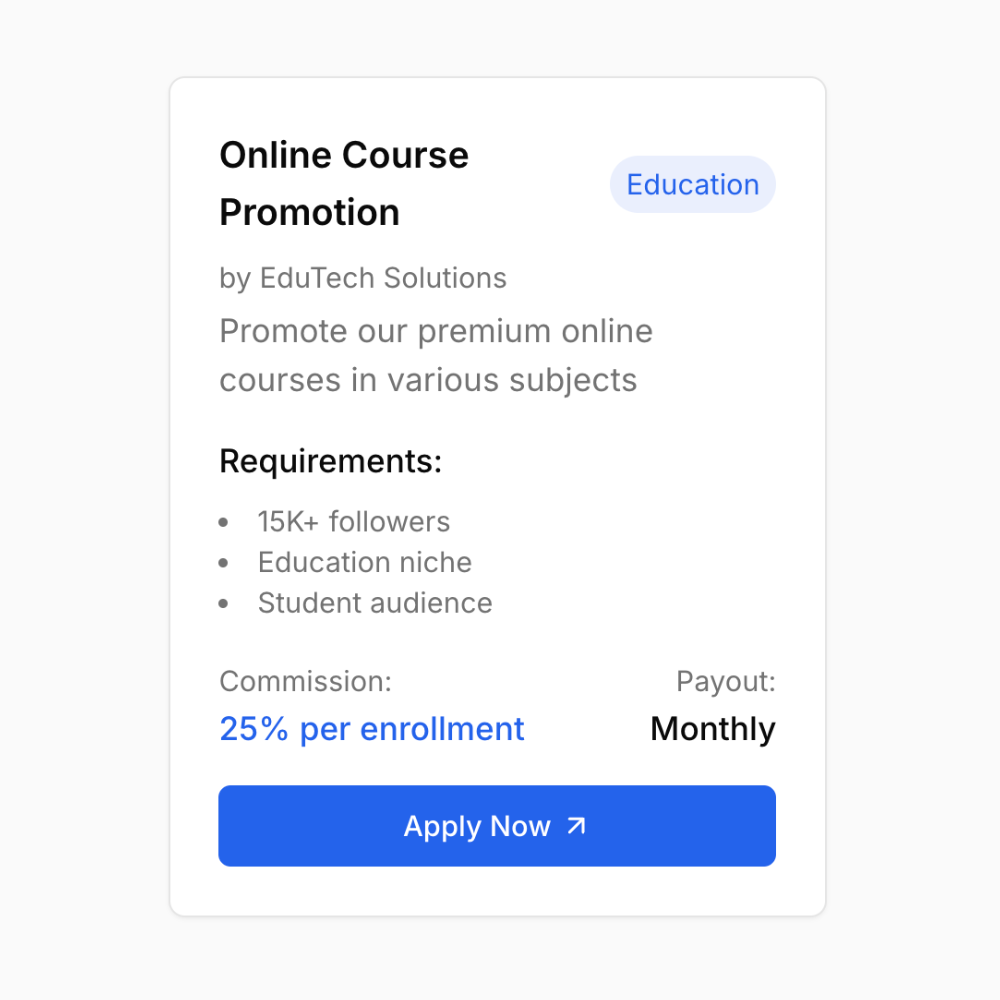 Online Course
Promotion
Education
by EduTech Solutions
Promote our premium online
courses in various subjects
Requirements:
• 15K+ followers
• Education niche
• Student audience
Commission:
25% per enrollment
Payout:
Monthly
Apply Now